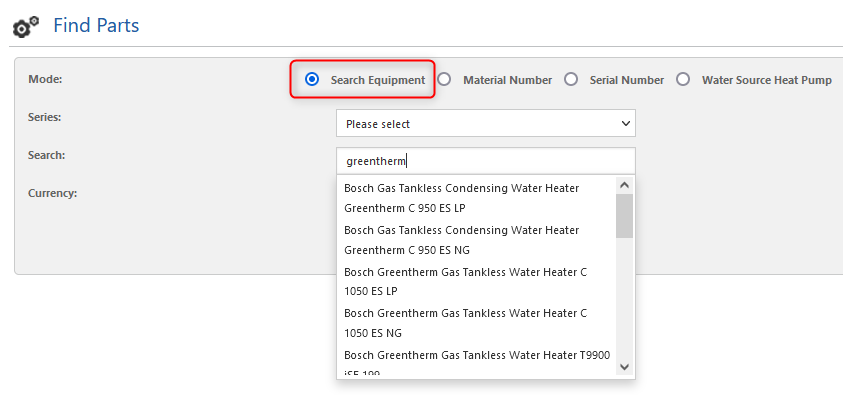 Find Parts
Mode:
Search Equipment
Material Number
Serial Number
Water Source Heat Pump
Series:
Please select
Search:
greentherm
Bosch Gas Tankless Condensing Water Heater
Greentherm C 950 ES LP
Bosch Gas Tankless Condensing Water Heater
Greentherm C 950 ES NG
Bosch Greentherm Gas Tankless Water Heater C
1050 ES LP
Bosch Greentherm Gas Tankless Water Heater C
1050 ES NG
Bosch Greentherm Gas Tankless Water Heater T9900
iSE 199
Currency: